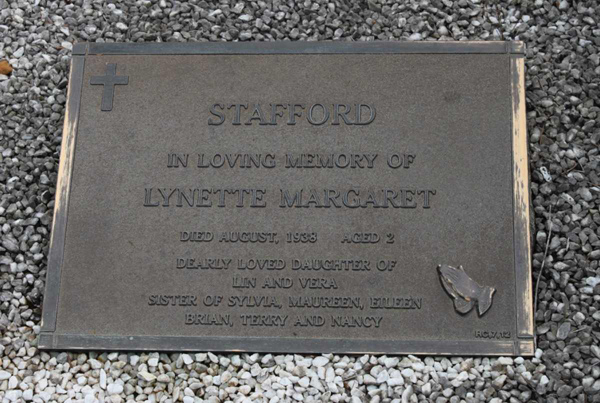 STAFFORD
IN LOVING MEMORY OF
LYNETTE MARGARET
DIED AUGUST, 1938 AGED 2
DEARLY LOVED DAUGHTER OF
LIN AND VERA
SISTER OF SYLVIA, MAUREEN, EILEEN
BRIAN, TERRY AND NANCY